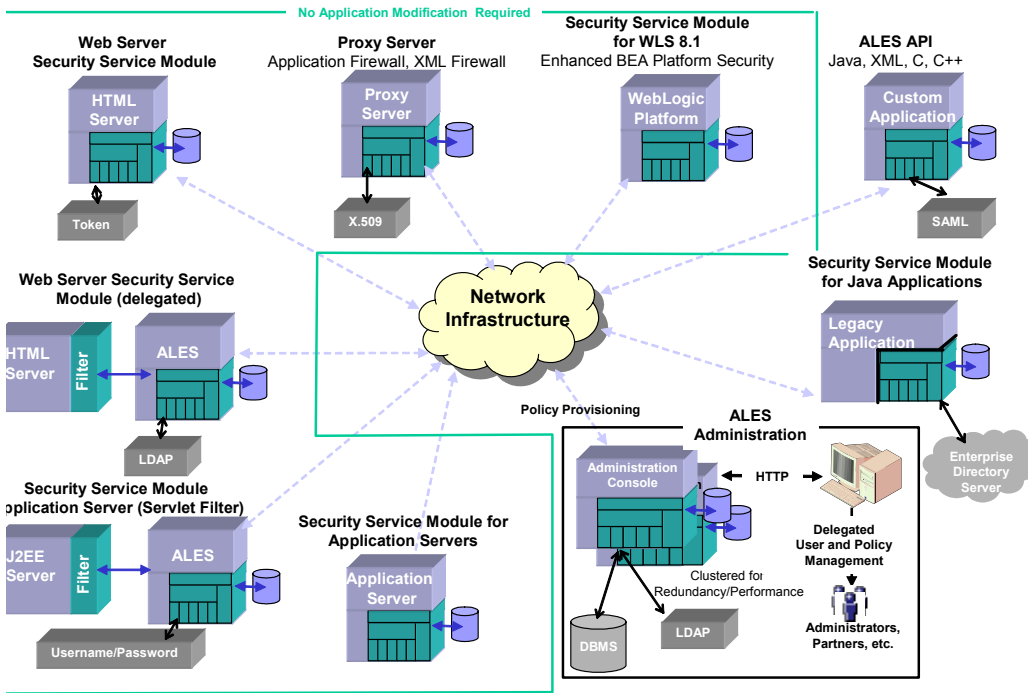 No Application Modification Required
Web Server
Security Service Module
HTML
Server
Token
Proxy Server
Application Firewall, XML Firewall
Proxy
Server
X.509
Security Service Module
for WLS 8.1
Enhanced BEA Platform Security
WebLogic
Platform
ALES API
Java, XML, C, C++
Custom
Application
SAML
Web Server Security Service
Module (delegated)
HTML
Server
Filter
ALES
LDAP
Network
Infrastructure
Security Service Module
for Java Applications
Legacy
Application
Enterprise
Directory
Server
Security Service Module
pplication Server (Servlet Filter)
J2EE
Server
Filter
ALES
Username/Password
Security Service Module for
Application Servers
Application
Server
Policy Provisioning
ALES
Administration
Administration
Console
HTTP
Clustered for
Redundancy/Performance
DBMS
LDAP
Delegated
User and Policy
Management
Administrators,
Partners, etc.